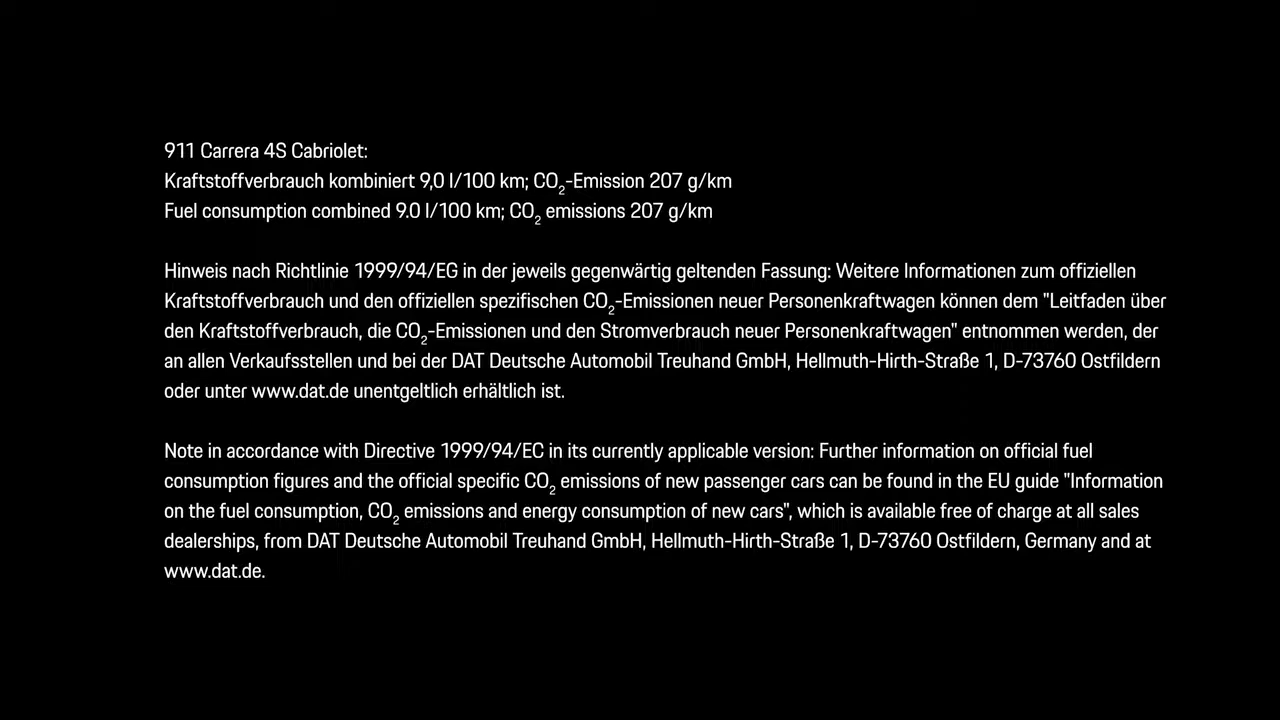 911 Carrera 4S Cabriolet:
Kraftstoffverbrauch kombiniert 9,0 l/100 km; CO₂-Emission 207 g/km
Fuel consumption combined 9.0 l/100 km; CO₂ emissions 207 g/km
Hinweis nach Richtlinie 1999/94/EG in der jeweils gegenwärtig geltenden Fassung: Weitere Informationen zum offiziellen
Kraftstoffverbrauch und den offiziellen spezifischen CO₂-Emissionen neuer Personenkraftwagen können dem "Leitfaden über
den Kraftstoffverbrauch, die CO₂-Emissionen und den Stromverbrauch neuer Personenkraftwagen" entnommen werden, der
an allen Verkaufsstellen und bei der DAT Deutsche Automobil Treuhand GmbH, Hellmuth-Hirth-Straße 1, D-73760 Ostfildern
oder unter www.dat.de unentgeltlich erhältlich ist.
Note in accordance with Directive 1999/94/EC in its currently applicable version: Further information on official fuel
consumption figures and the official specific CO₂ emissions of new passenger cars can be found in the EU guide "Information
on the fuel consumption, CO₂ emissions and energy consumption of new cars", which is available free of charge at all sales
dealerships, from DAT Deutsche Automobil Treuhand GmbH, Hellmuth-Hirth-Straße 1, D-73760 Ostfildern, Germany and at
www.dat.de.